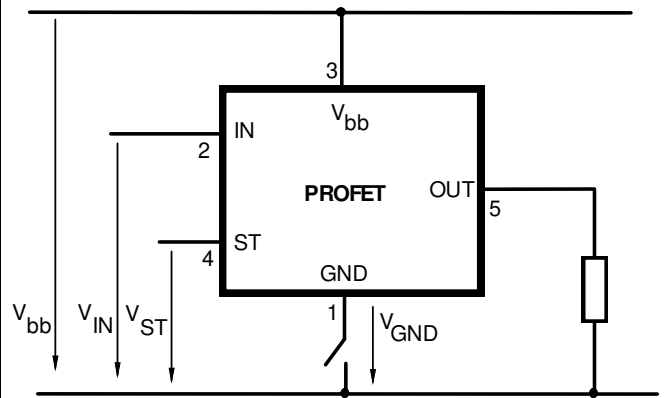 3
V_bb
IN
2
PROFET
OUT
5
ST
4
GND
1
V_bb
V_IN
V_ST
V_GND